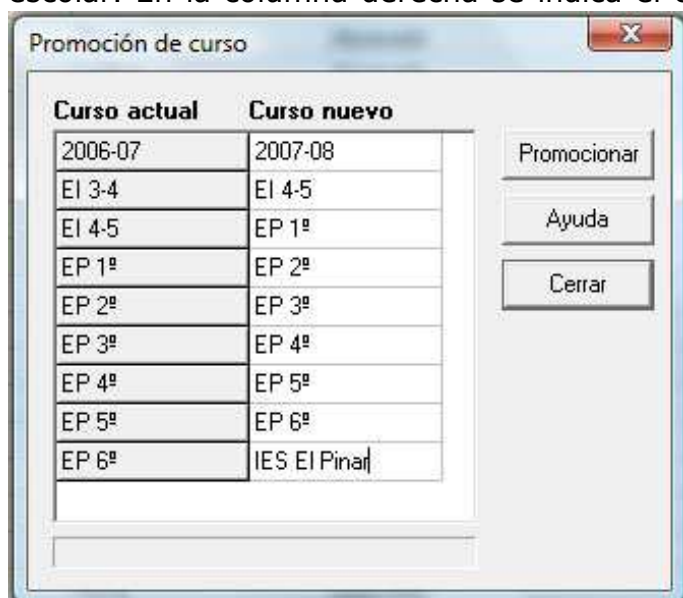 escolar. En la columna derecha se indica el
Promoción de curso
Curso actual Curso nuevo
2006-07 2007-08
EI 3-4 EI 4-5
EI 4-5 EP 1º
EP 1º EP 2º
EP 2º EP 3º
EP 3º EP 4º
EP 4º EP 5º
EP 5º EP 6º
EP 6º IES El Pinar
Promocionar
Ayuda
Cerrar